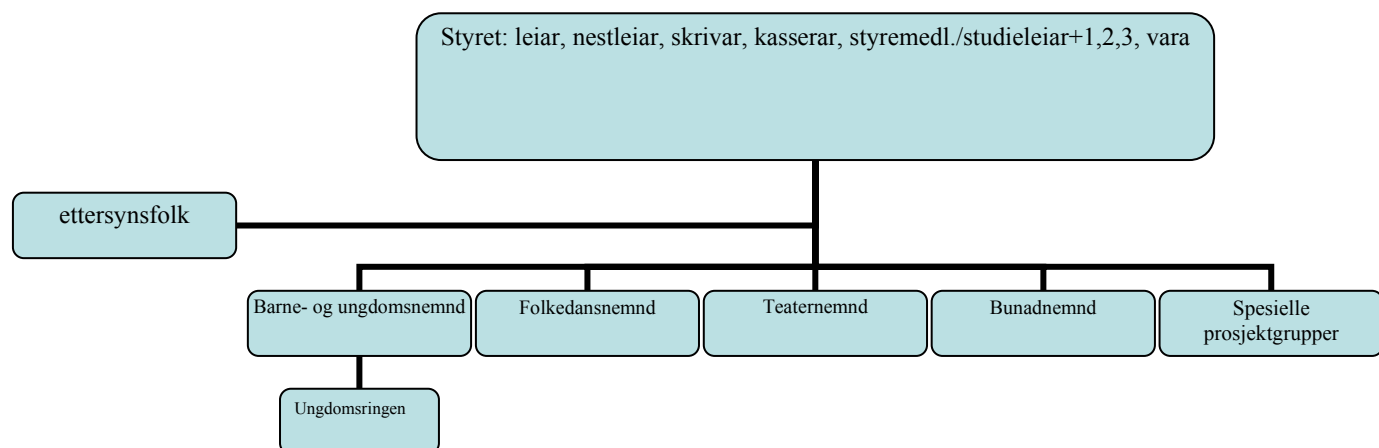 Styret: leiar, nestleiar, skrivar, kasserar, styremedl./studieleiar+1,2,3, vara
ettersynsfolk
Barne- og ungdomsnemnd
Folkedansnemnd
Teaternemnd
Bunadnemnd
Spesielle
prosjektgrupper
Ungdomsringen